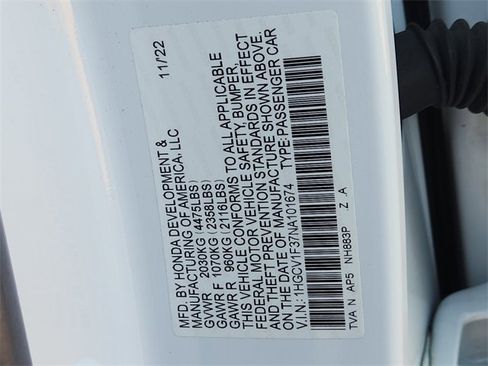 MFD. BY HONDA DEVELOPMENT & 11/22
MANUFACTURING OF AMERICA, LLC
GVWR 2030KG (4475LBS)
GAWR F 1070KG (2358LBS)
GAWR R 960KG (2116LBS)
THIS VEHICLE CONFORMS TO ALL APPLICABLE
FEDERAL MOTOR VEHICLE SAFETY, BUMPER,
AND THEFT PREVENTION STANDARDS IN EFFECT
ON THE DATE OF MANUFACTURE SHOWN ABOVE.
V.I.N.: 1HGCV1F37NA101674 TYPE: PASSENGER CAR
TVA N AP5 NH883P Z A